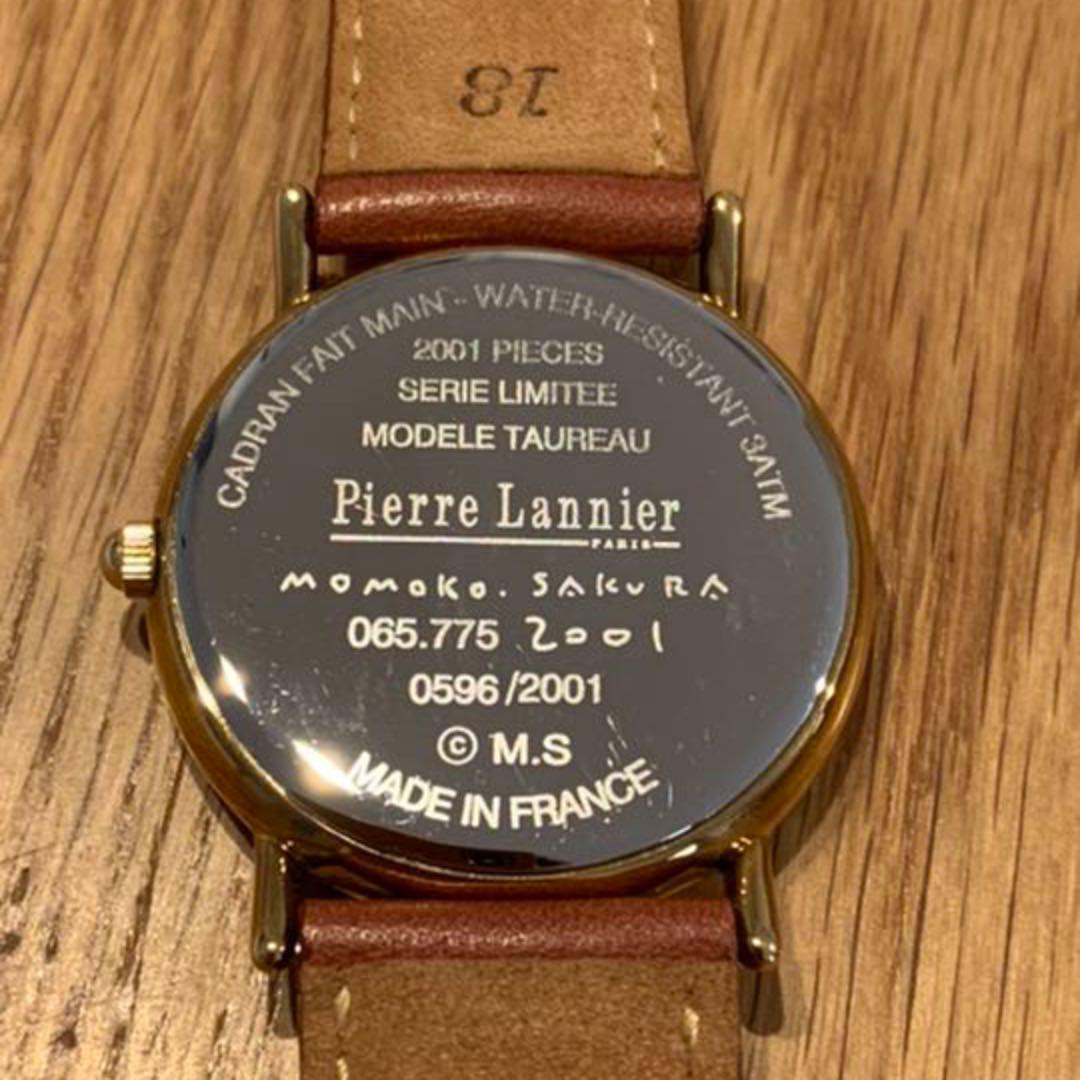 18
CADRAN FAIT MAIN - WATER-RESISTANT 3ATM
2001 PIECES
SERIE LIMITEE
MODELE TAUREAU
Pierre Lannier
PARIS
MOMOKO. SAKURA
065.775 2001
0596/2001
© M.S
MADE IN FRANCE